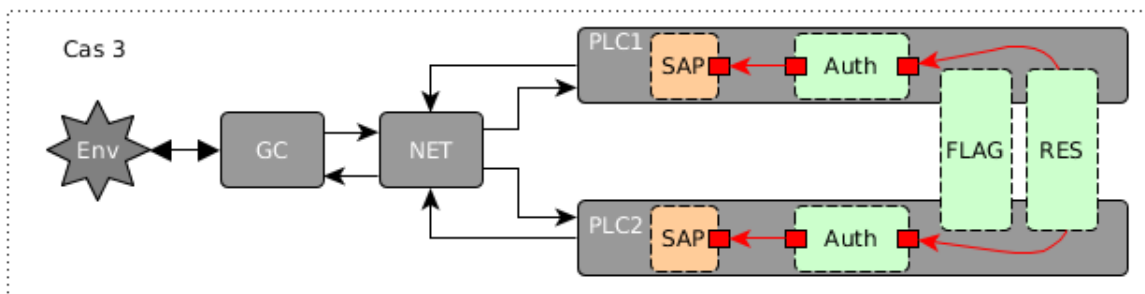 Cas 3
PLC1
SAP
Auth
Env
GC
NET
FLAG
RES
PLC2
SAP
Auth